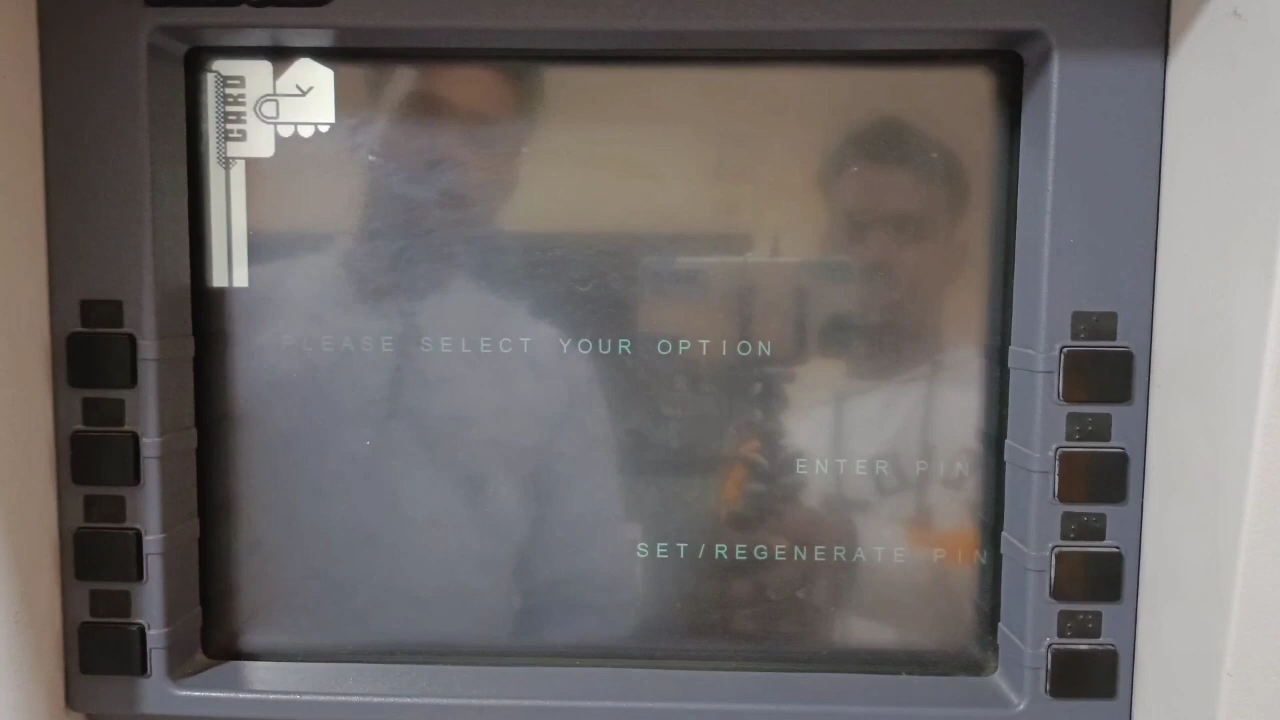 CARD
PLEASE SELECT YOUR OPTION
ENTER PIN
SET/REGENERATE PIN